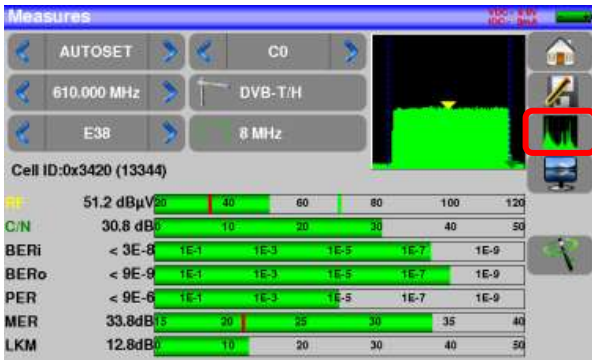 Measures
VDC: < 1V
IDC: < 5mA
AUTOSET C0
610.000 MHz DVB-T/H
E38 8 MHz
Cell ID:0x3420 (13344)
RF 51.2 dBµV 20 40 60 80 100 120
C/N 30.8 dB 0 10 20 30 40 50
BERi < 3E-8 1E-1 1E-3 1E-5 1E-7 1E-9
BERo < 9E-9 1E-1 1E-3 1E-5 1E-7 1E-9
PER < 9E-6 1E-1 1E-3 1E-5 1E-7 1E-9
MER 33.8dB 15 20 25 30 35 40
LKM 12.8dB 0 10 20 30 40 50